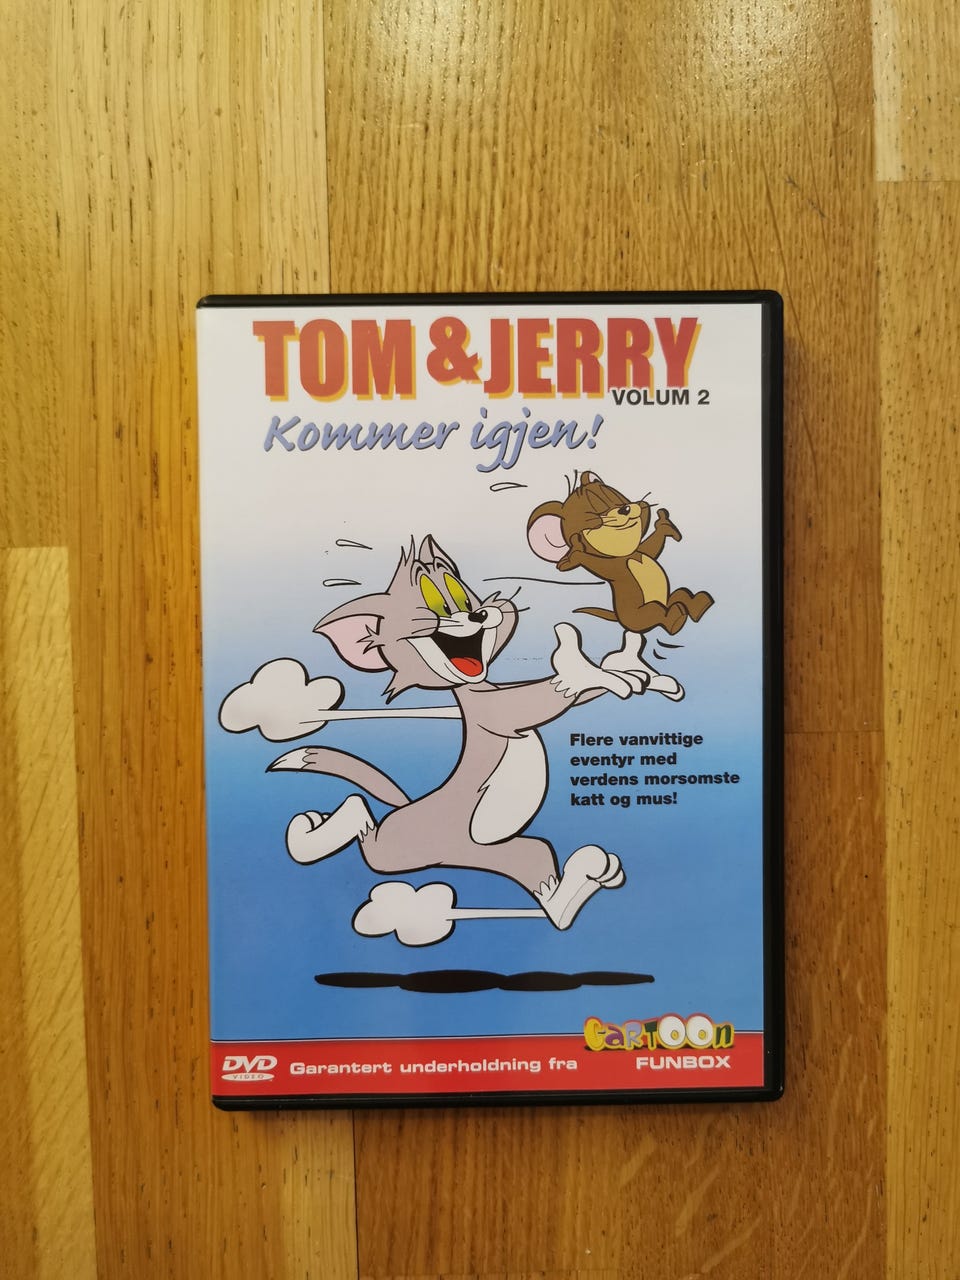 TOM & JERRY
VOLUM 2
Kommer igjen!
Flere vanvittige
eventyr med
verdens morsomste
katt og mus!
CARTOON
DVD
VIDEO
Garantert underholdning fra
FUNBOX